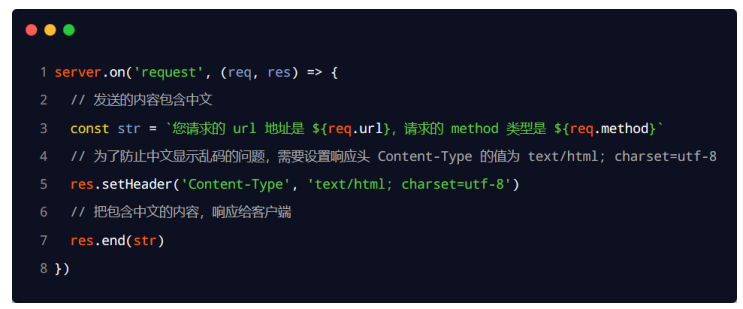 1 server.on('request', (req, res) => {
2 // 发送的内容包含中文
3 const str = `您请求的 url 地址是 ${req.url}, 请求的 method 类型是 ${req.method}`
4 // 为了防止中文显示乱码的问题，需要设置响应头 Content-Type 的值为 text/html; charset=utf-8
5 res.setHeader('Content-Type', 'text/html; charset=utf-8')
6 // 把包含中文的内容，响应给客户端
7 res.end(str)
8 })